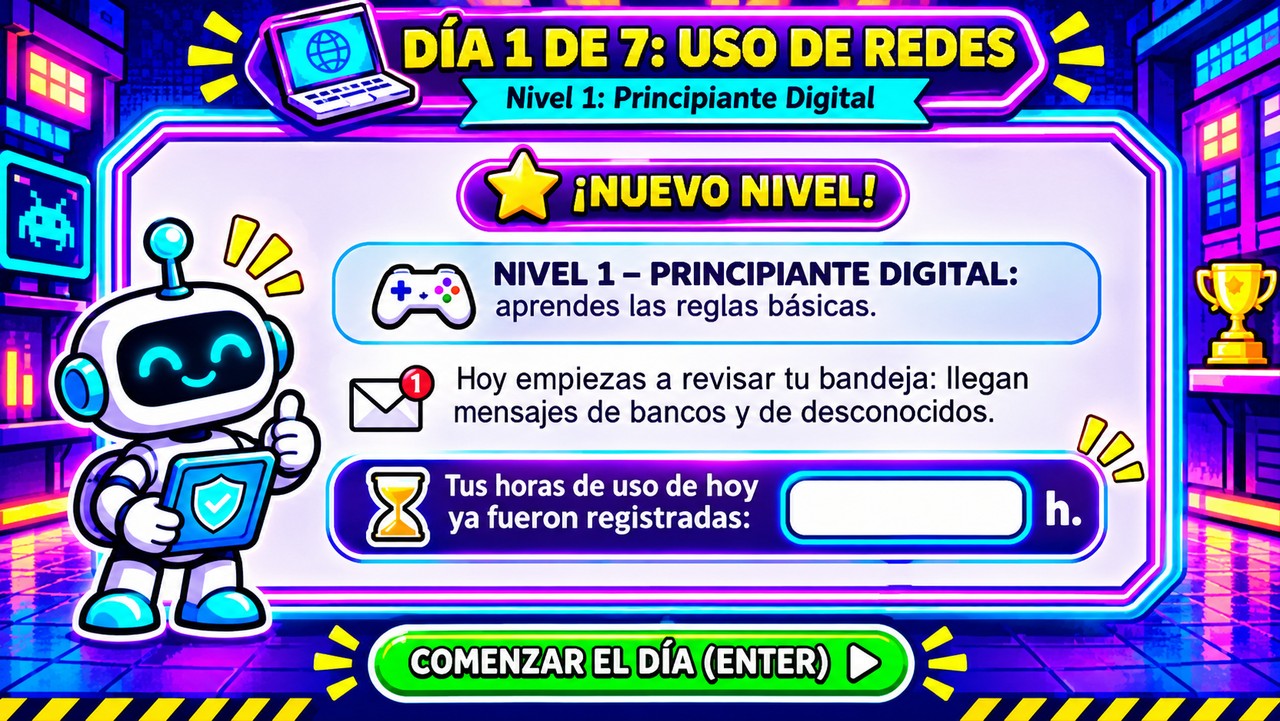 DÍA 1 DE 7: USO DE REDES
Nivel 1: Principiante Digital
¡NUEVO NIVEL!
NIVEL 1 – PRINCIPIANTE DIGITAL:
aprendes las reglas básicas.
1
Hoy empiezas a revisar tu bandeja: llegan
mensajes de bancos y de desconocidos.
Tus horas de uso de hoy
ya fueron registradas:
h.
COMENZAR EL DÍA (ENTER)